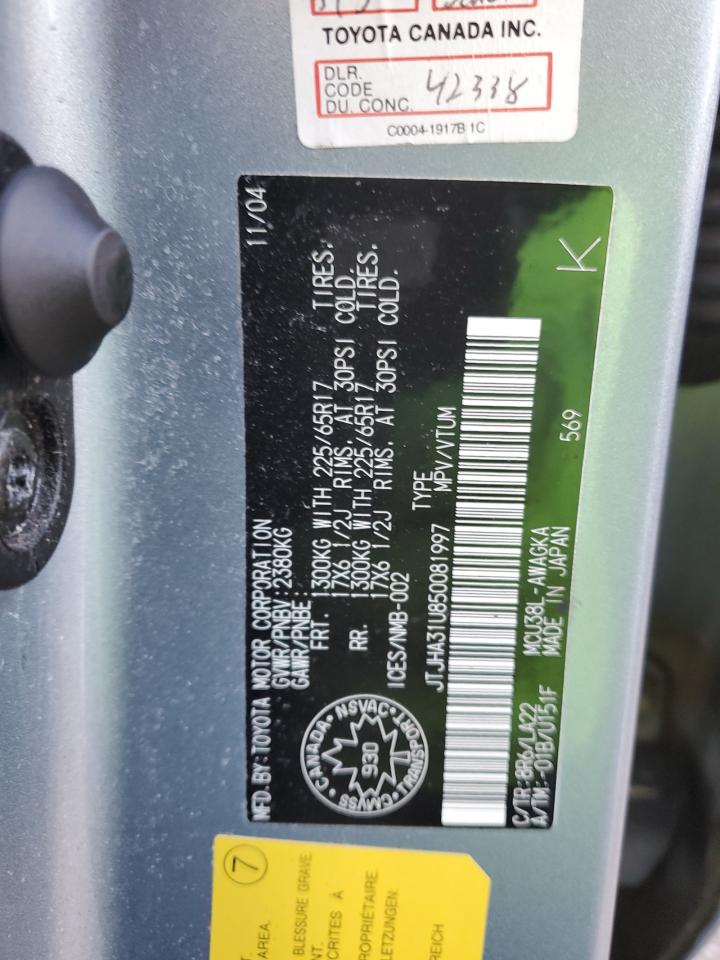 TOYOTA CANADA INC.
DLR.
CODE
DU. CONC.
42338
C0004-1917B 1C
11/04
MFD.BY:TOYOTA MOTOR CORPORATION
GVWR/PNBV:2380KG
GAWR/PNBE:
FRT. 1300KG WITH 225/65R17 TIRES,
17X6 1/2J RIMS, AT 30PSI COLD.
RR. 1300KG WITH 225/65R17 TIRES,
17X6 1/2J RIMS, AT 30PSI COLD.
ICES/NMB-002
JTJHA31U850081997 TYPE MPV/VTUM
CANADA • NSVAC • TRANSPORT • CMVSS
930
C/TR:8R6/LA22 MCU38L-AWAGKA
A/TM:-01B/U151F MADE IN JAPAN
569
K
7
T.
AREA.
BLESSURE GRAVE
NT.
CRITES À
ROPRIÉTAIRE.
LETZUNGEN
REICH